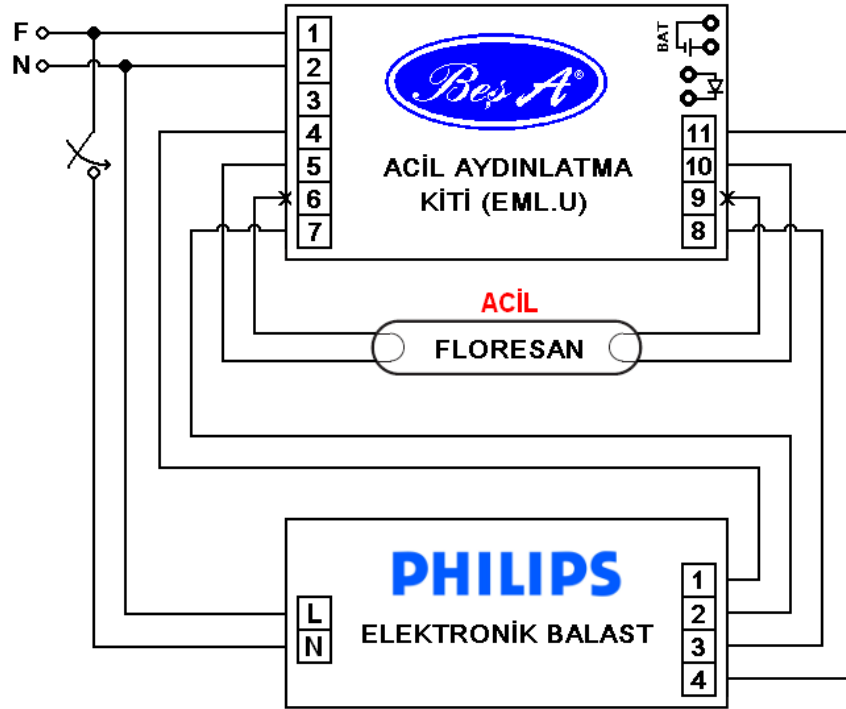 F
N
1
2
3
4
5
6
7
Beş A®
BAT
ACİL AYDINLATMA
KİTİ (EML.U)
11
10
9
8
ACİL
FLORESAN
PHILIPS
ELEKTRONİK BALAST
L
N
1
2
3
4